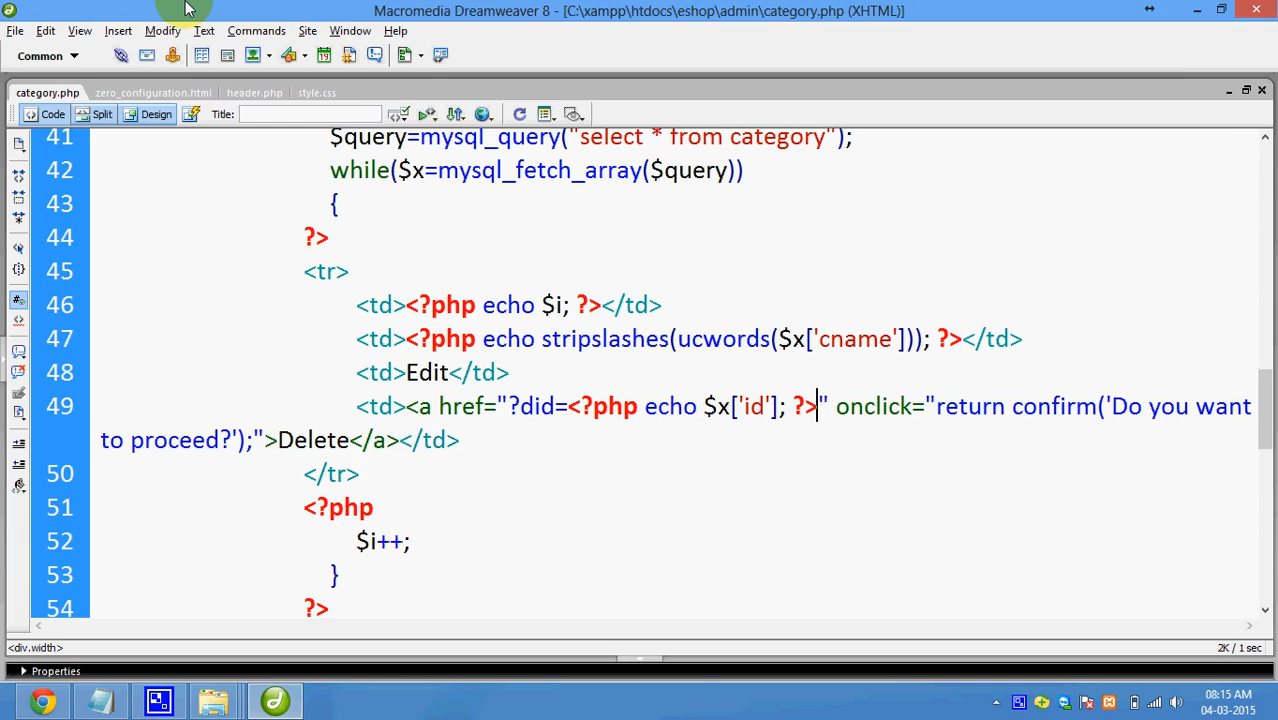 Macromedia Dreamweaver 8 - [C:\xampp\htdocs\eshop\admin\category.php (XHTML)]
File Edit View Insert Modify Text Commands Site Window Help
Common
category.php zero_configuration.html header.php style.css
Code Split Design Title:
41 $query=mysql_query("select * from category");
42 while($x=mysql_fetch_array($query))
43 {
44 ?>
45 <tr>
46 <td><?php echo $i; ?></td>
47 <td><?php echo stripslashes(ucwords($x['cname'])); ?></td>
48 <td>Edit</td>
49 <td><a href="?did=<?php echo $x['id']; ?>" onclick="return confirm('Do you want
to proceed?');">Delete</a></td>
50 </tr>
51 <?php
52 $i++;
53 }
54 ?>
<div.width> 2K / 1 sec
Properties
08:15 AM
04-03-2015